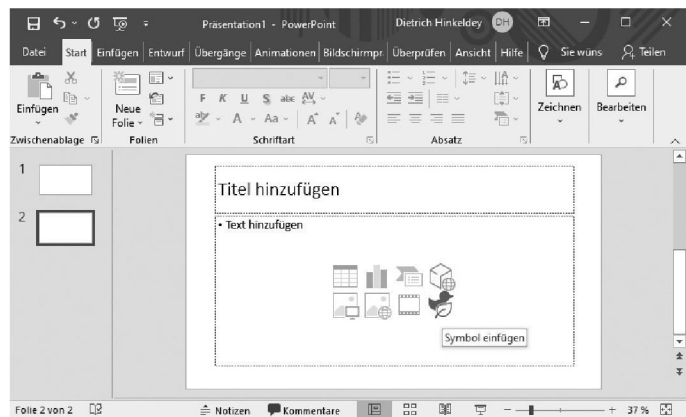 Präsentation1 - PowerPoint
Dietrich Hinkeldey DH
Datei Start Einfügen Entwurf Übergänge Animationen Bildschirmpr Überprüfen Ansicht Hilfe Sie wüns Teilen
Einfügen
Neue
Folie
F K U S abc AV
A Aa A A
Zeichnen
Bearbeiten
Zwischenablage Folien Schriftart Absatz
1
2
Titel hinzufügen
• Text hinzufügen
Symbol einfügen
Folie 2 von 2 Notizen Kommentare - + 37 %